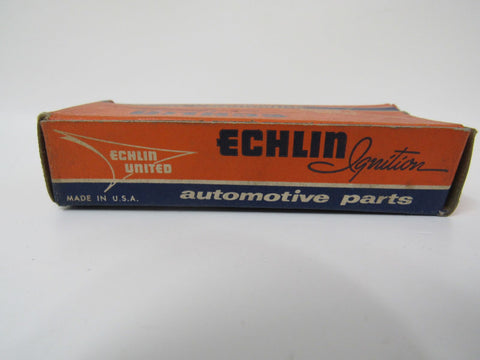 ECHLIN
UNITED
ECHLIN Ignition
MADE IN U.S.A.
automotive parts